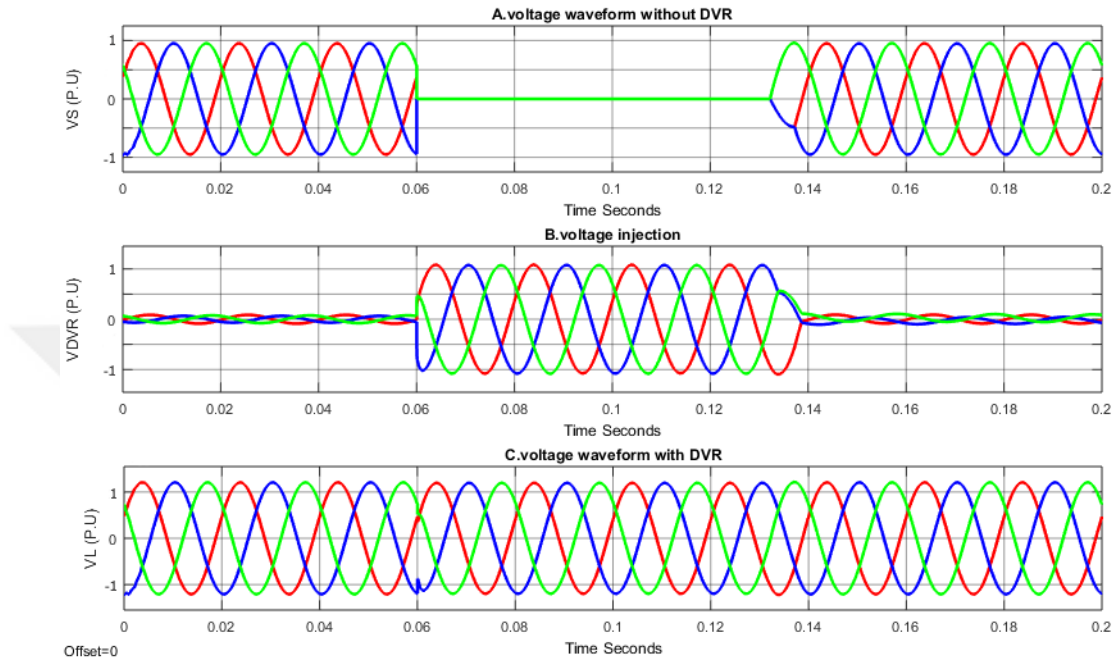 A.voltage waveform without DVR
VS (P.U)
1
0
-1
0 0.02 0.04 0.06 0.08 0.1 0.12 0.14 0.16 0.18 0.2
Time Seconds
B.voltage injection
VDVR (P.U)
1
0
-1
0 0.02 0.04 0.06 0.08 0.1 0.12 0.14 0.16 0.18 0.2
Time Seconds
C.voltage waveform with DVR
VL (P.U)
1
0
-1
0 0.02 0.04 0.06 0.08 0.1 0.12 0.14 0.16 0.18 0.2
Time Seconds
Offset=0